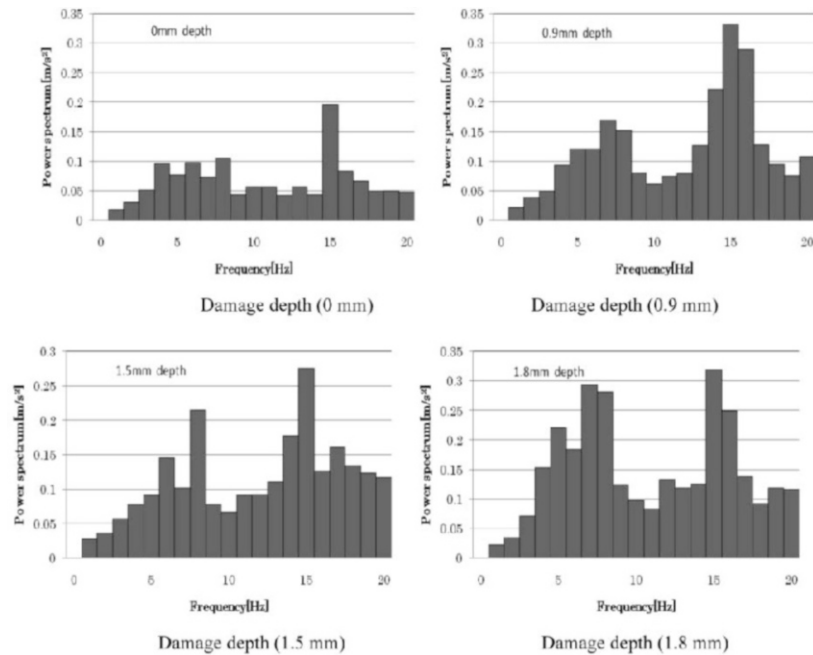 0.35
0.3
0.25
0.2
0.15
0.1
0.05
0
Power spectrum[m/s²]
0mm depth
0 5 10 15 20
Frequency[Hz]
Damage depth (0 mm)
0.35
0.3
0.25
0.2
0.15
0.1
0.05
0
Power spectrum[m/s²]
0.9mm depth
0 5 10 15 20
Frequency[Hz]
Damage depth (0.9 mm)
0.3
0.25
0.2
0.15
0.1
0.05
0
Power spectrum[m/s²]
1.5mm depth
0 5 10 15 20
Frequency[Hz]
Damage depth (1.5 mm)
0.35
0.3
0.25
0.2
0.15
0.1
0.05
0
Power spectrum[m/s²]
1.8mm depth
0 5 10 15 20
Frequency[Hz]
Damage depth (1.8 mm)